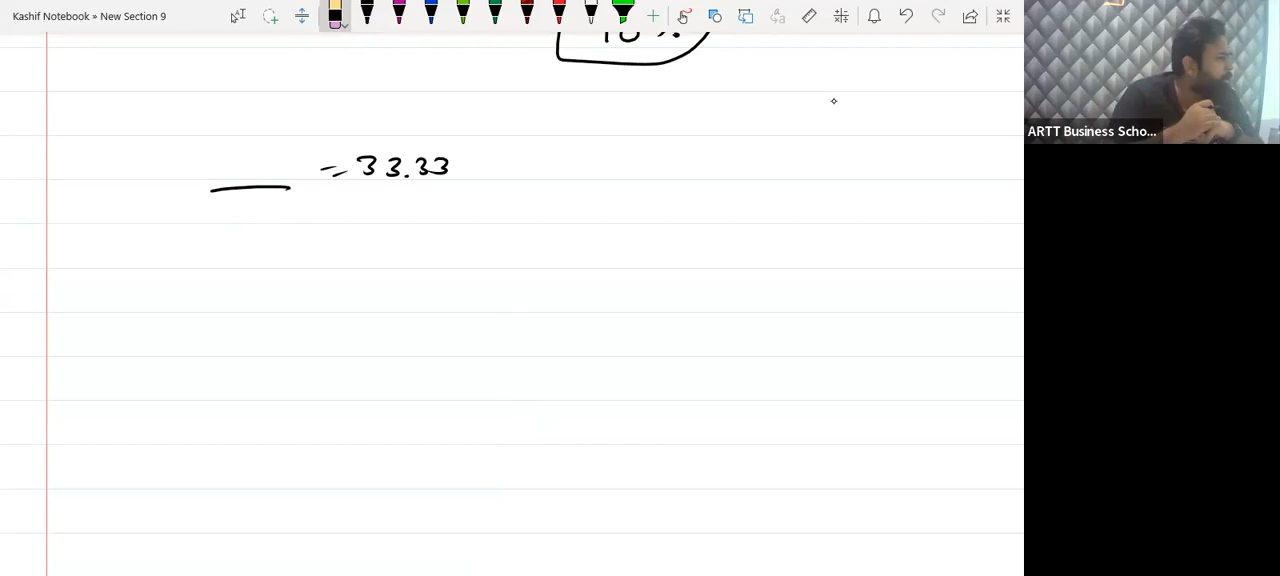 Kashif Notebook » New Section 9
ARTT Business Scho...
= 33.33